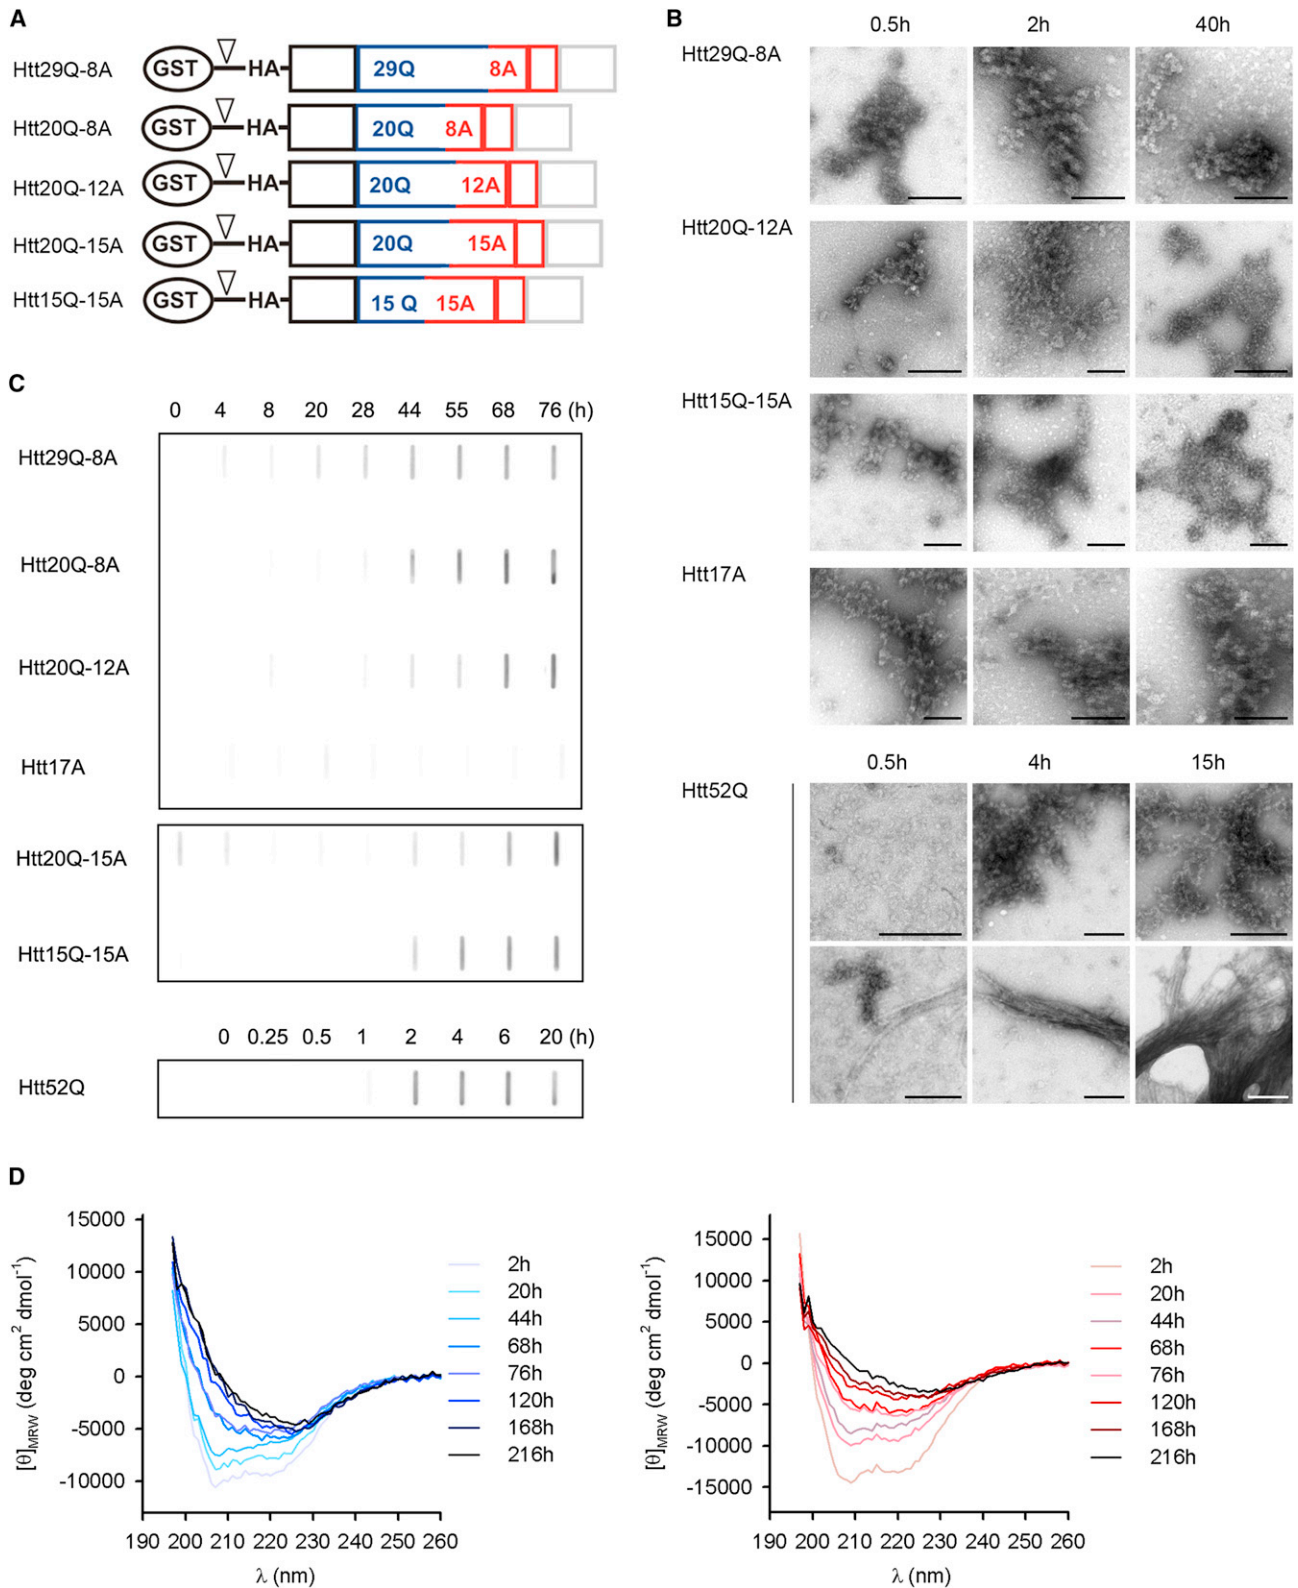 A
Htt29Q-8A GST HA 29Q 8A
Htt20Q-8A GST HA 20Q 8A
Htt20Q-12A GST HA 20Q 12A
Htt20Q-15A GST HA 20Q 15A
Htt15Q-15A GST HA 15 Q 15A
B
0.5h 2h 40h
Htt29Q-8A
Htt20Q-12A
Htt15Q-15A
Htt17A
0.5h 4h 15h
Htt52Q
C
0 4 8 20 28 44 55 68 76 (h)
Htt29Q-8A
Htt20Q-8A
Htt20Q-12A
Htt17A
Htt20Q-15A
Htt15Q-15A
0 0.25 0.5 1 2 4 6 20 (h)
Htt52Q
D
[θ]MRW (deg cm² dmol⁻¹)
15000
10000
5000
0
-5000
-10000
190 200 210 220 230 240 250 260
λ (nm)
2h
20h
44h
68h
76h
120h
168h
216h
[θ]MRW (deg cm² dmol⁻¹)
15000
10000
5000
0
-5000
-10000
-15000
190 200 210 220 230 240 250 260
λ (nm)
2h
20h
44h
68h
76h
120h
168h
216h